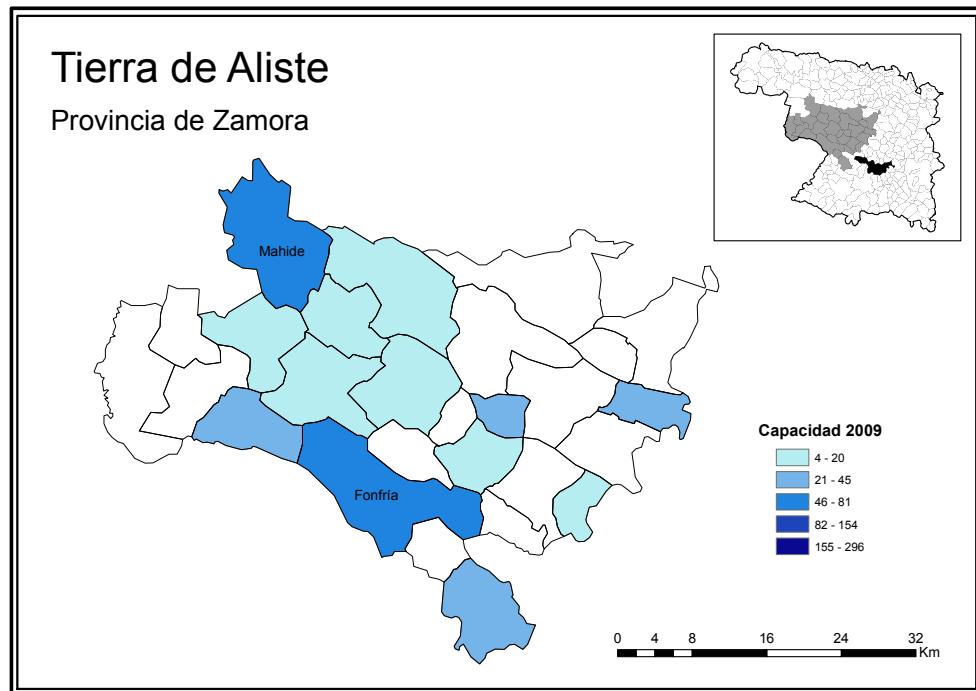 Tierra de Aliste
Provincia de Zamora
Mahide
Fonfría
Capacidad 2009
4 - 20
21 - 45
46 - 81
82 - 154
155 - 296
0 4 8 16 24 32
Km